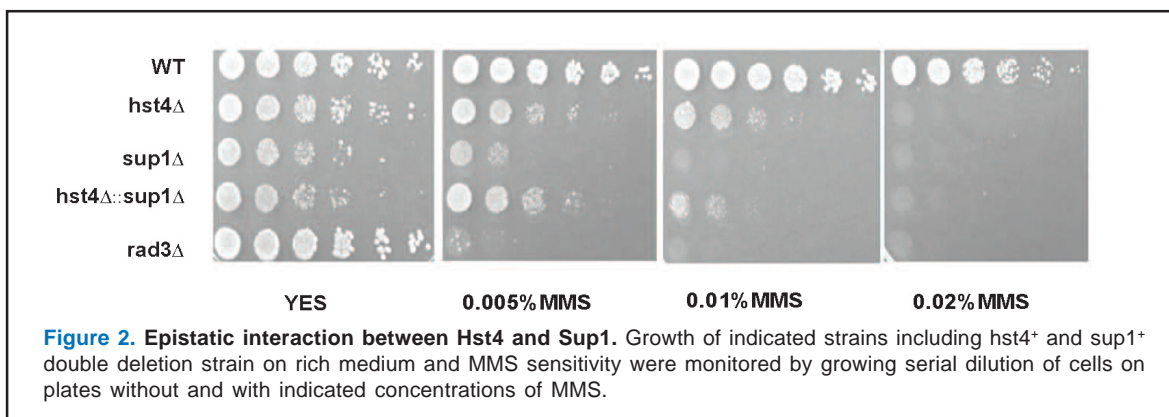 WT
hst4Δ
sup1Δ
hst4Δ::sup1Δ
rad3Δ
YES
0.005% MMS
0.01% MMS
0.02% MMS
Figure 2. Epistatic interaction between Hst4 and Sup1. Growth of indicated strains including hst4⁺ and sup1⁺
double deletion strain on rich medium and MMS sensitivity were monitored by growing serial dilution of cells on
plates without and with indicated concentrations of MMS.